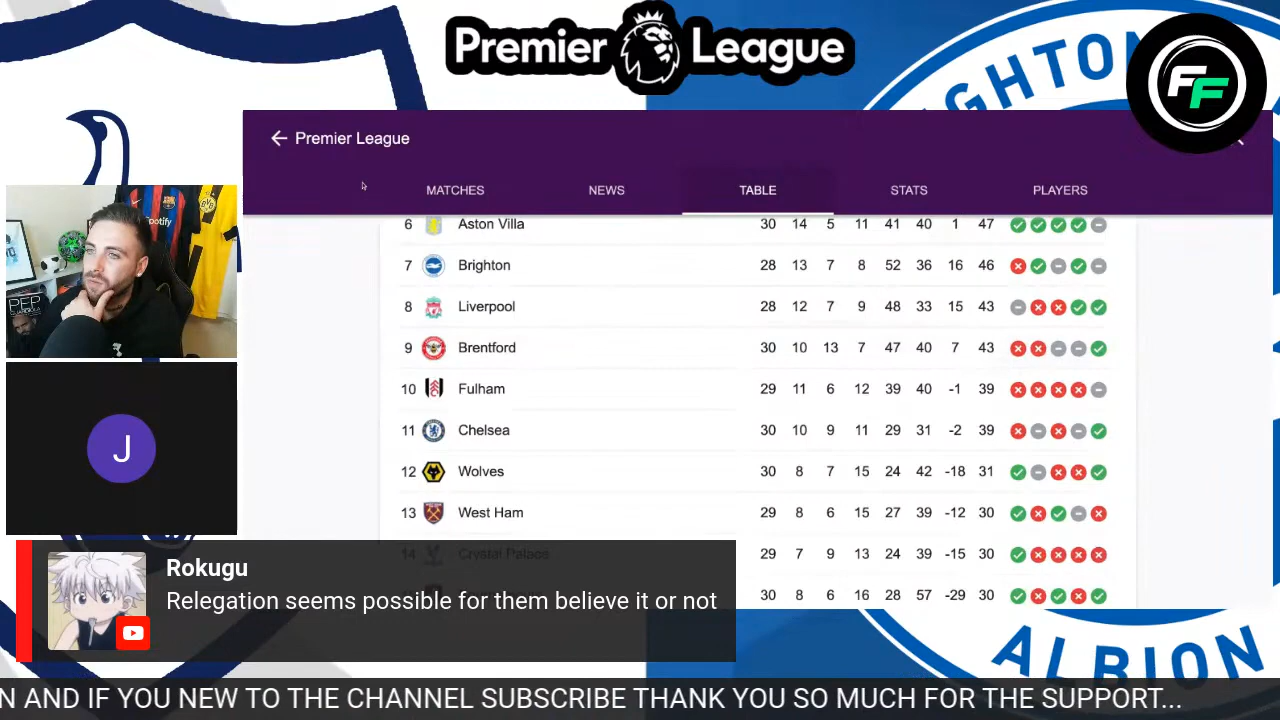 Premier League
GHTON
FF
Premier League
MATCHES NEWS TABLE STATS PLAYERS
6 Aston Villa 30 14 5 11 41 40 1 47
7 Brighton 28 13 7 8 52 36 16 46
8 Liverpool 28 12 7 9 48 33 15 43
9 Brentford 30 10 13 7 47 40 7 43
10 Fulham 29 11 6 12 39 40 -1 39
11 Chelsea 30 10 9 11 29 31 -2 39
12 Wolves 30 8 7 15 24 42 -18 31
13 West Ham 29 8 6 15 27 39 -12 30
14 Crystal Palace 29 7 9 13 24 39 -15 30
30 8 6 16 28 57 -29 30
Spotify
PEP
J
Rokugu
Relegation seems possible for them believe it or not
ALBION
N AND IF YOU NEW TO THE CHANNEL SUBSCRIBE THANK YOU SO MUCH FOR THE SUPPORT...